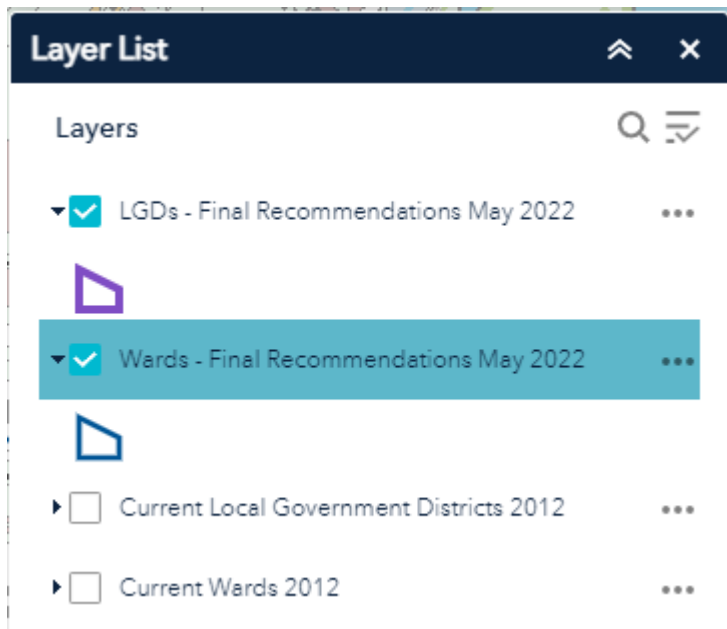 Layer List
Layers
LGDs - Final Recommendations May 2022
Wards - Final Recommendations May 2022
Current Local Government Districts 2012
Current Wards 2012